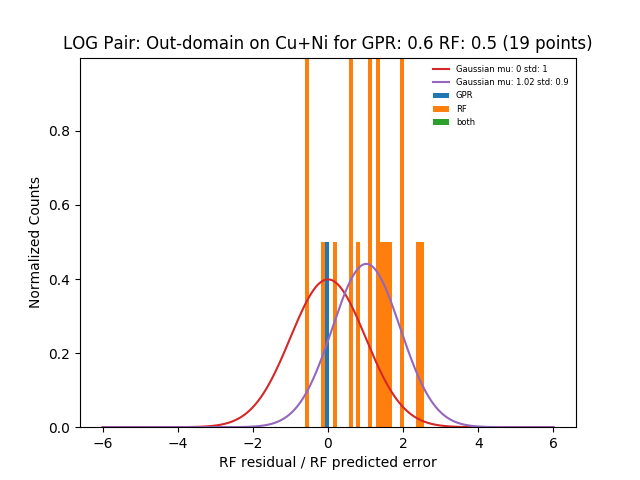 LOG Pair: Out-domain on Cu+Ni for GPR: 0.6 RF: 0.5 (19 points)
Gaussian mu: 0 std: 1
Gaussian mu: 1.02 std: 0.9
GPR
RF
both
Normalized Counts
0.8
0.6
0.4
0.2
0.0
−6
−4
−2
0
2
4
6
RF residual / RF predicted error